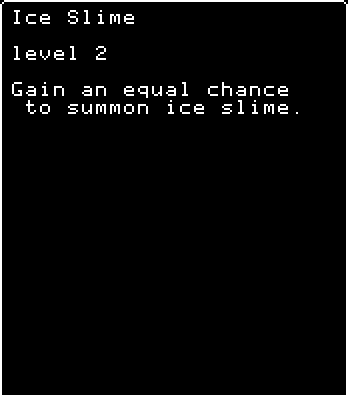 Ice Slime
level 2
Gain an equal chance
to summon ice slime.